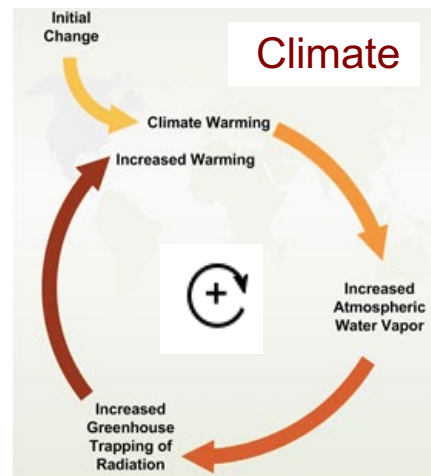 Initial
Change
Climate
Climate Warming
Increased Warming
+
Increased
Atmospheric
Water Vapor
Increased
Greenhouse
Trapping of
Radiation